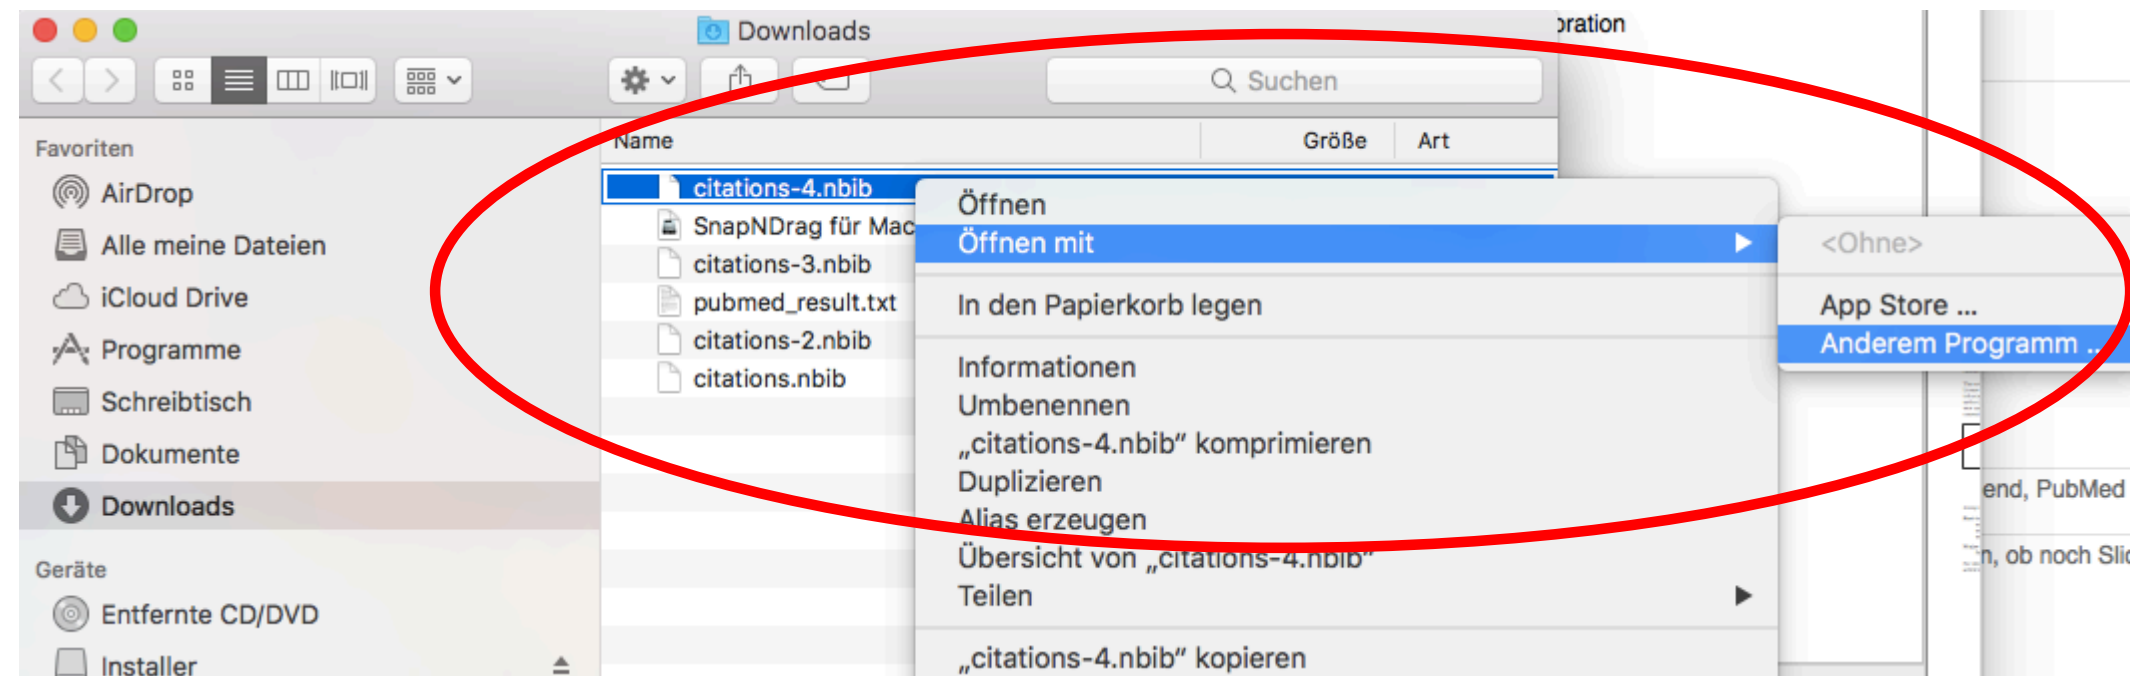 Downloads
Suchen
Favoriten
AirDrop
Alle meine Dateien
iCloud Drive
Programme
Schreibtisch
Dokumente
Downloads
Geräte
Entfernte CD/DVD
Installer
Name Größe Art
citations-4.nbib
SnapNDrag für Mac
citations-3.nbib
pubmed_result.txt
citations-2.nbib
citations.nbib
Öffnen
Öffnen mit
In den Papierkorb legen
Informationen
Umbenennen
„citations-4.nbib“ komprimieren
Duplizieren
Alias erzeugen
Übersicht von „citations-4.nbib“
Teilen
„citations-4.nbib“ kopieren
<Ohne>
App Store ...
Anderem Programm ...
oration
end, PubMed
n, ob noch Slid